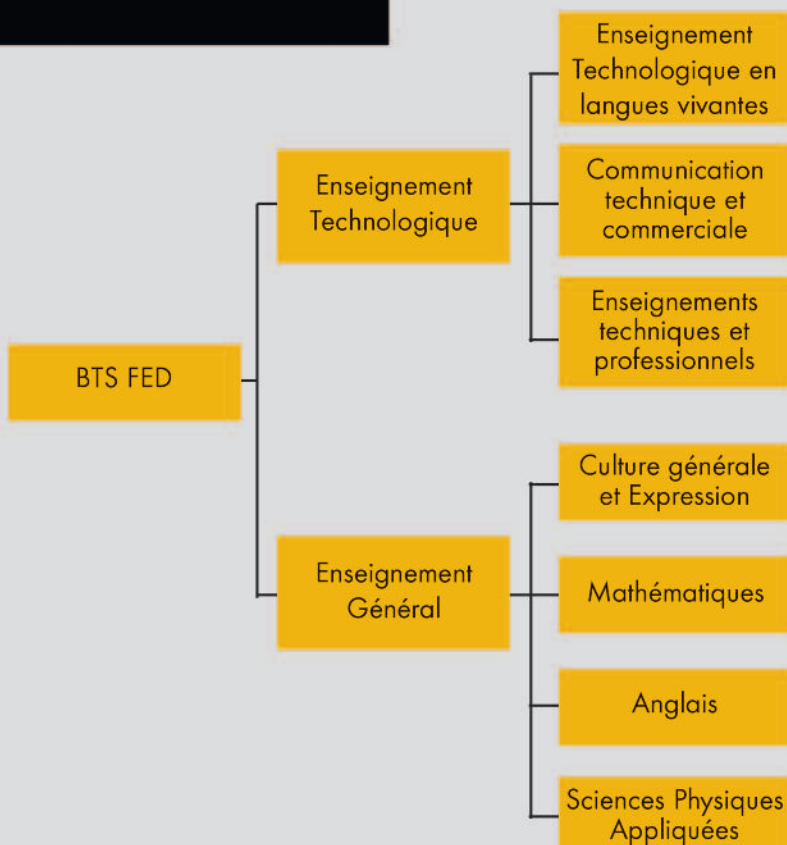 Enseignement
Technologique en
langues vivantes
Enseignement
Technologique
Communication
technique et
commerciale
Enseignements
techniques et
professionnels
BTS FED
Culture générale
et Expression
Enseignement
Général
Mathématiques
Anglais
Sciences Physiques
Appliquées